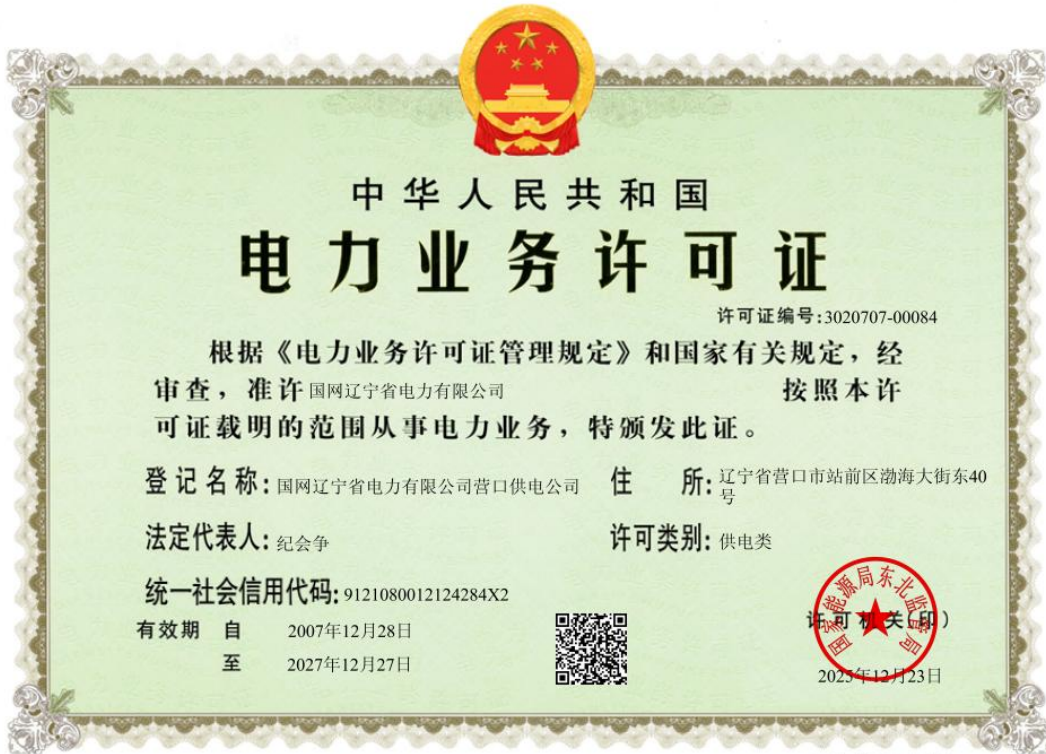 中华人民共和国
电力业务许可证
许可证编号:3020707-00084
根据《电力业务许可证管理规定》和国家有关规定，经
审查，准许国网辽宁省电力有限公司 按照本许
可证载明的范围从事电力业务，特颁发此证。
登记名称:国网辽宁省电力有限公司营口供电公司
住 所:辽宁省营口市站前区渤海大街东40
号
法定代表人:纪会争
许可类别:供电类
统一社会信用代码:9121080012124284X2
有效期 自 2007年12月28日
至 2027年12月27日
国家能源局东北监管局
许可机关(印)
2025年12月23日